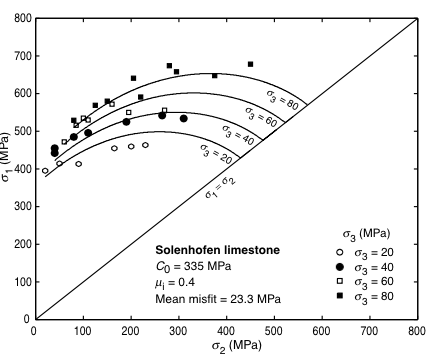 800
700
600
500
400
300
200
100
0
σ₁ (MPa)
0 100 200 300 400 500 600 700 800
σ₂ (MPa)
σ₃ = 80
σ₃ = 60
σ₃ = 40
σ₃ = 20
σ₁ = σ₂
Solenhofen limestone
C₀ = 335 MPa
μᵢ = 0.4
Mean misfit = 23.3 MPa
σ₃ (MPa)
σ₃ = 20
σ₃ = 40
σ₃ = 60
σ₃ = 80